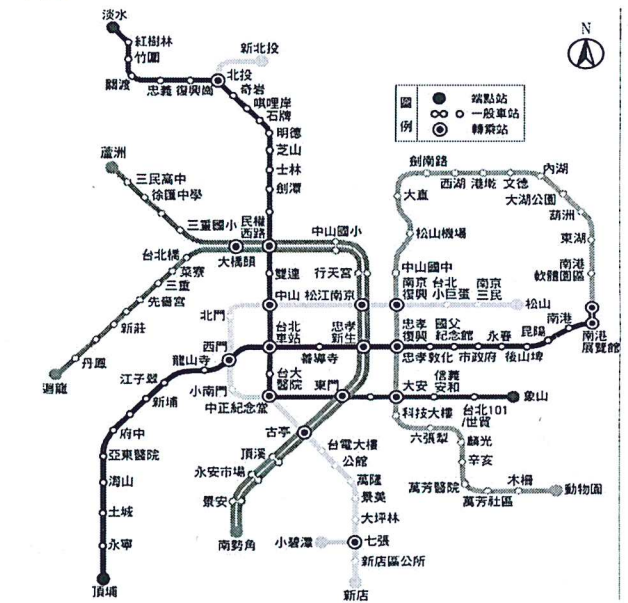 淡水
紅樹林
竹圍
關渡
忠義
復興崗
新北投
北投
奇岩
唭哩岸
石牌
明德
芝山
士林
劍潭
N
圖例
端點站
一般車站
轉乘站
蘆洲
三民高中
徐匯中學
三重國小
台北橋
大橋頭
民權
西路
中山國小
菜寮
三重
先嗇宮
新莊
丹鳳
迴龍
雙連
行天宮
中山
松江南京
劍南路
西湖
港墘
文德
內湖
大湖公園
葫洲
東湖
南港
軟體園區
大直
松山機場
中山國中
南京
復興
台北
小巨蛋
南京
三民
松山
北門
西門
台北
車站
善導寺
忠孝
新生
忠孝
復興
忠孝敦化
國父
紀念館
市政府
永春
後山埤
昆陽
南港
南港
展覽館
龍山寺
江子翠
新埔
府中
亞東醫院
海山
土城
永寧
頂埔
小南門
台大
醫院
中正紀念堂
東門
大安
信義
安和
台北101
/世貿
象山
科技大樓
六張犁
麟光
辛亥
萬芳醫院
萬芳社區
木柵
動物園
古亭
頂溪
永安市場
景安
南勢角
台電大樓
公館
萬隆
景美
大坪林
七張
小碧潭
新店區公所
新店